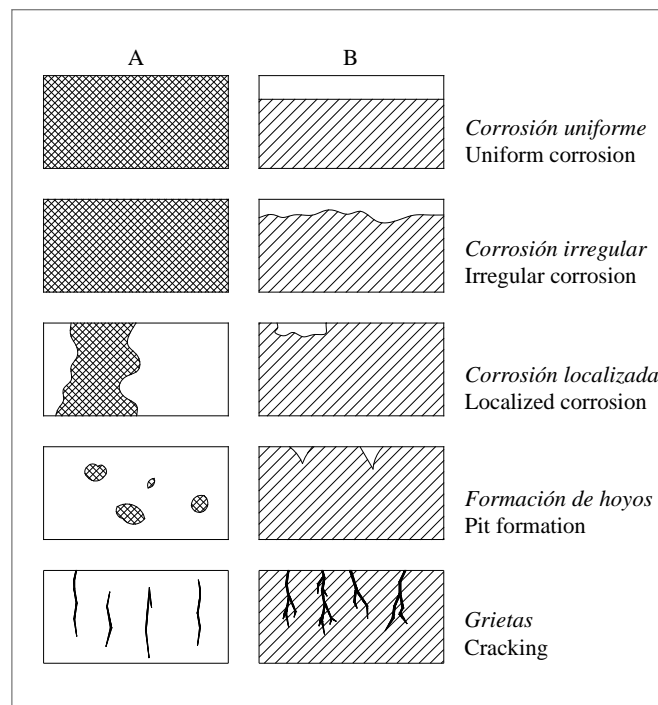 A B
Corrosión uniforme
Uniform corrosion
Corrosión irregular
Irregular corrosion
Corrosión localizada
Localized corrosion
Formación de hoyos
Pit formation
Grietas
Cracking